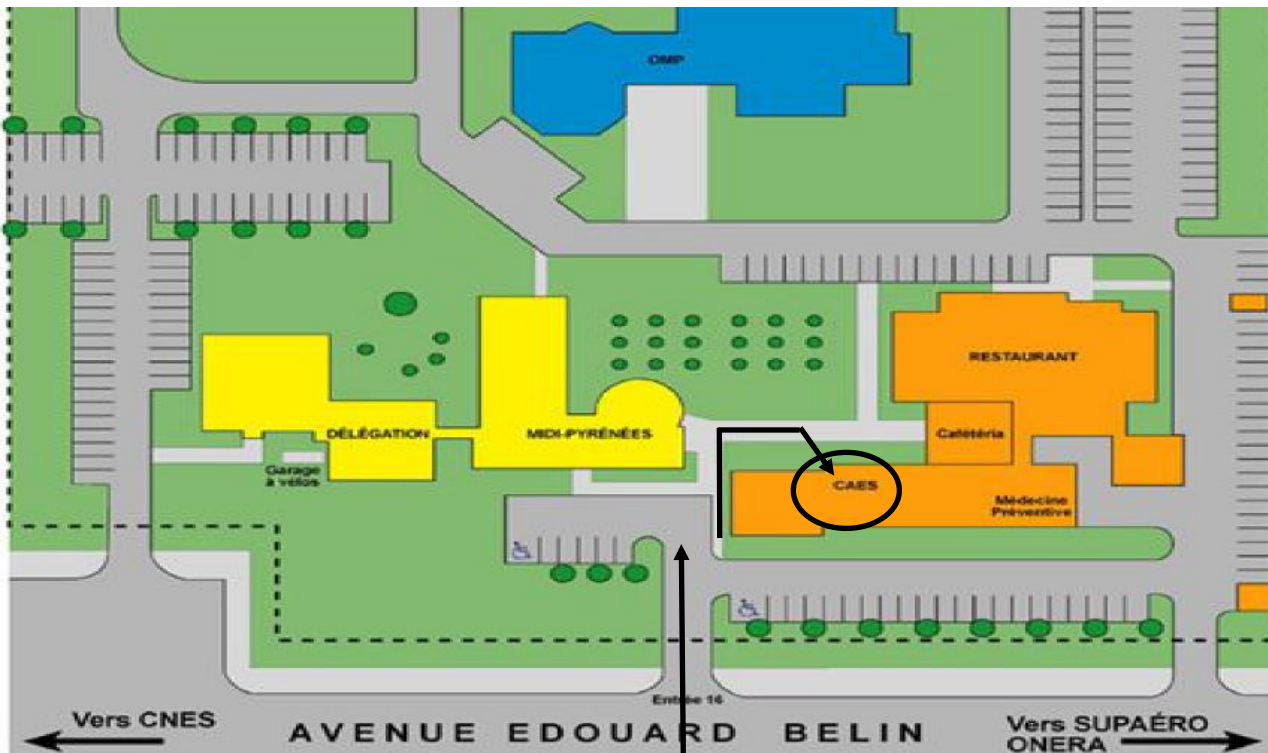 OMP
RESTAURANT
DÉLÉGATION
MIDI-PYRÉNÉES
Cafétéria
Garage
à vélos
CAES
Médecine
Préventive
Entrée 16
Vers CNES
AVENUE EDOUARD BELIN
Vers SUPAÉRO
ONERA